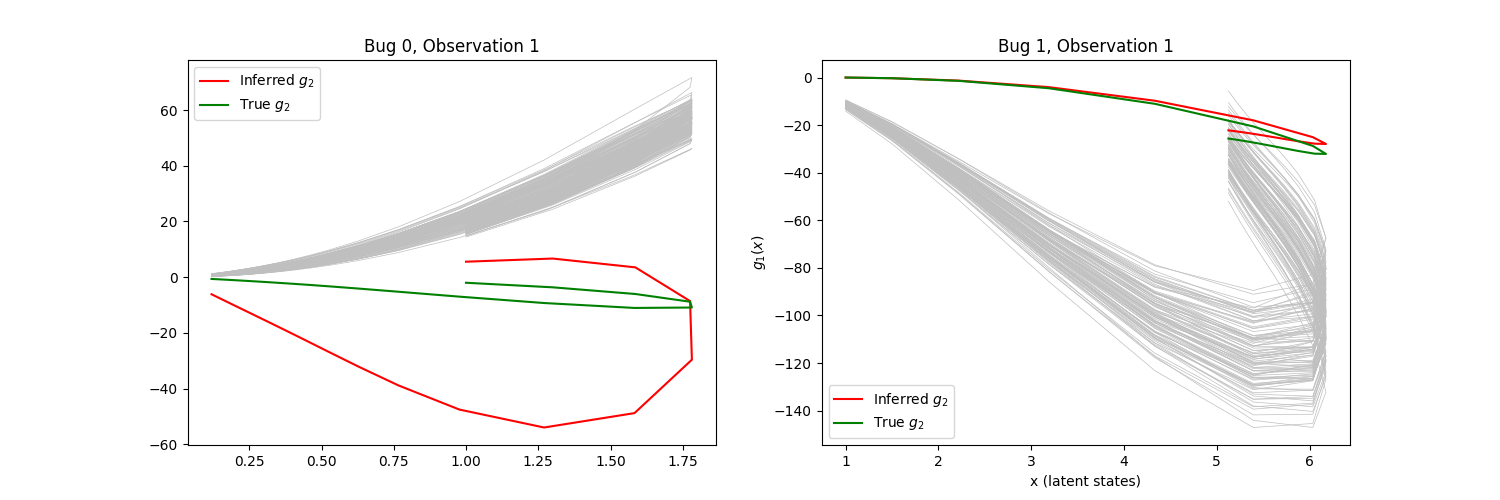 Bug 0, Observation 1
Inferred g₂
True g₂
60
40
20
0
−20
−40
−60
0.25 0.50 0.75 1.00 1.25 1.50 1.75
Bug 1, Observation 1
g₁(x)
0
−20
−40
−60
−80
−100
−120
−140
Inferred g₂
True g₂
1 2 3 4 5 6
x (latent states)